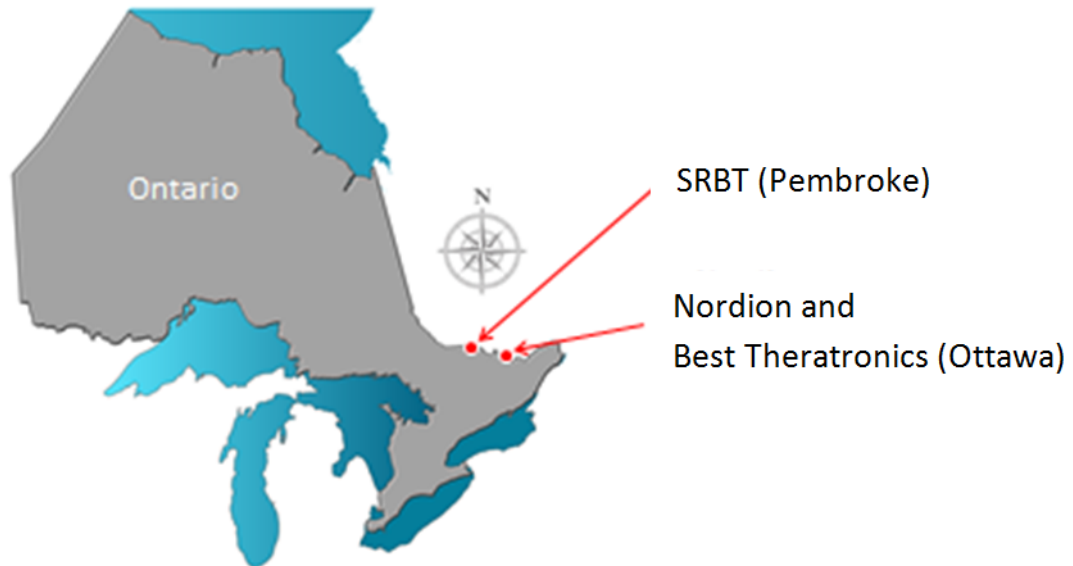 Ontario
N
SRBT (Pembroke)
Nordion and
Best Theratronics (Ottawa)